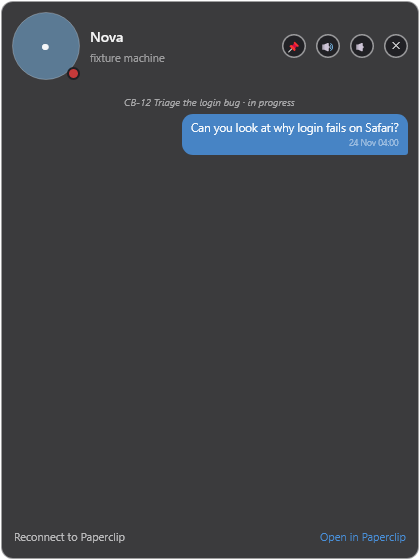 Nova
fixture machine
CB-12 Triage the login bug · in progress
Can you look at why login fails on Safari?
24 Nov 04:00
Reconnect to Paperclip
Open in Paperclip